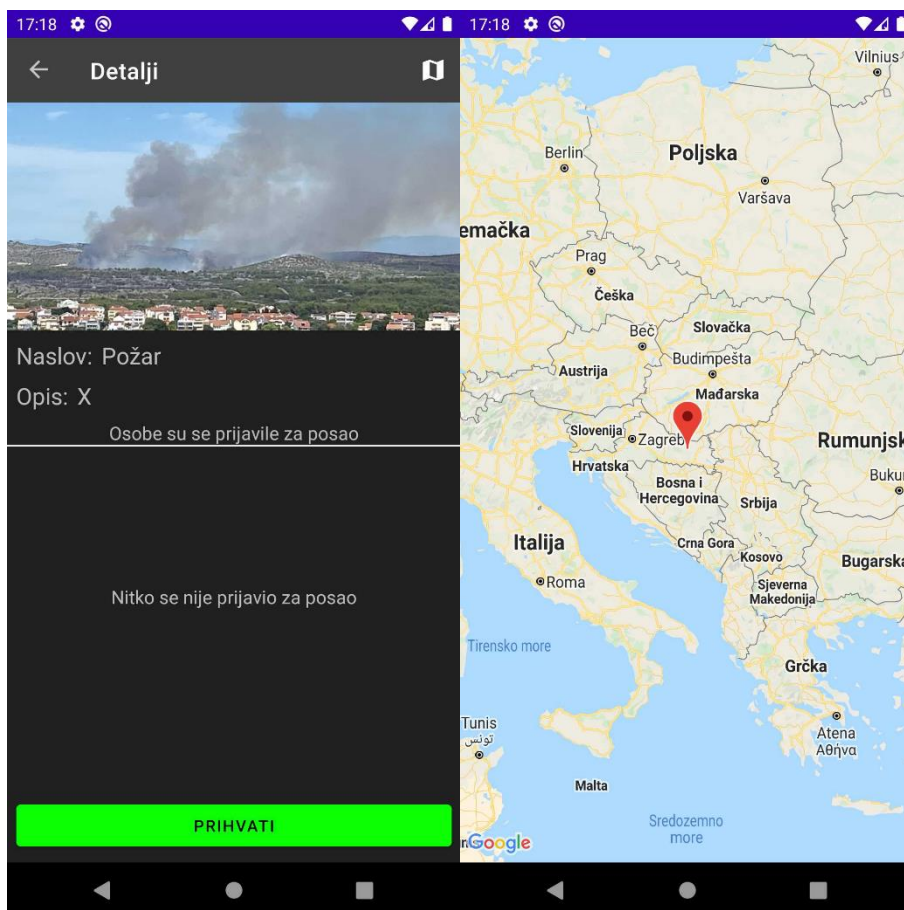 17:18
Detalji
Naslov: Požar
Opis: X
Osobe su se prijavile za posao
Nitko se nije prijavio za posao
PRIHVATI
17:18
Vilnius
Berlin
Poljska
Varšava
emačka
Prag
Češka
Beč
Slovačka
Budimpešta
Austrija
Mađarska
Slovenija
Zagreb
Rumunjsk
Hrvatska
Bosna i
Hercegovina
Srbija
Bukur
Italija
Crna Gora
Kosovo
Bugarska
Roma
Sjeverna
Makedonija
Tirensko more
Grčka
Tunis
تونس
Atena
Αθήνα
Malta
Sredozemno
more
Google